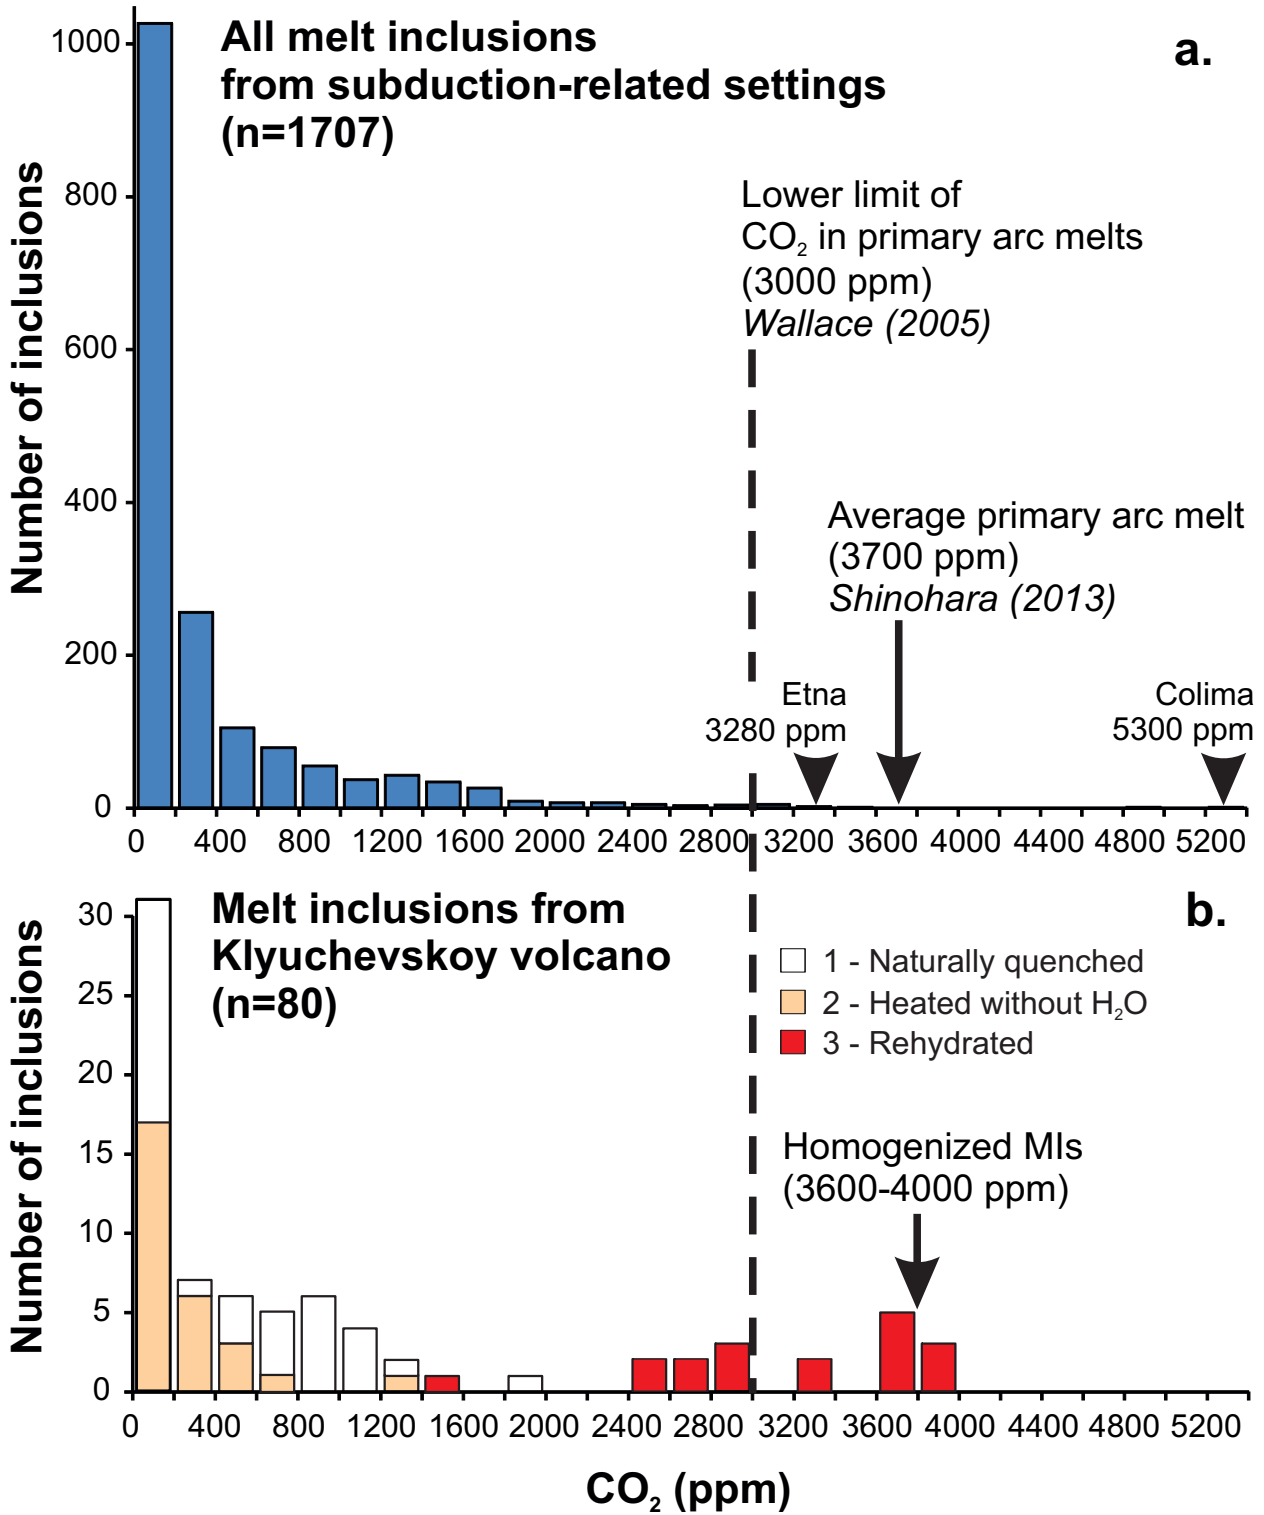 All melt inclusions
from subduction-related settings
(n=1707)
a.
Number of inclusions
1000
800
600
400
200
0
Lower limit of
CO₂ in primary arc melts
(3000 ppm)
Wallace (2005)
Average primary arc melt
(3700 ppm)
Shinohara (2013)
Etna
3280 ppm
Colima
5300 ppm
0 400 800 1200 1600 2000 2400 2800 3200 3600 4000 4400 4800 5200
Melt inclusions from
Klyuchevskoy volcano
(n=80)
b.
1 - Naturally quenched
2 - Heated without H₂O
3 - Rehydrated
Number of inclusions
30
25
20
15
10
5
0
Homogenized MIs
(3600-4000 ppm)
0 400 800 1200 1600 2000 2400 2800 3200 3600 4000 4400 4800 5200
CO₂ (ppm)